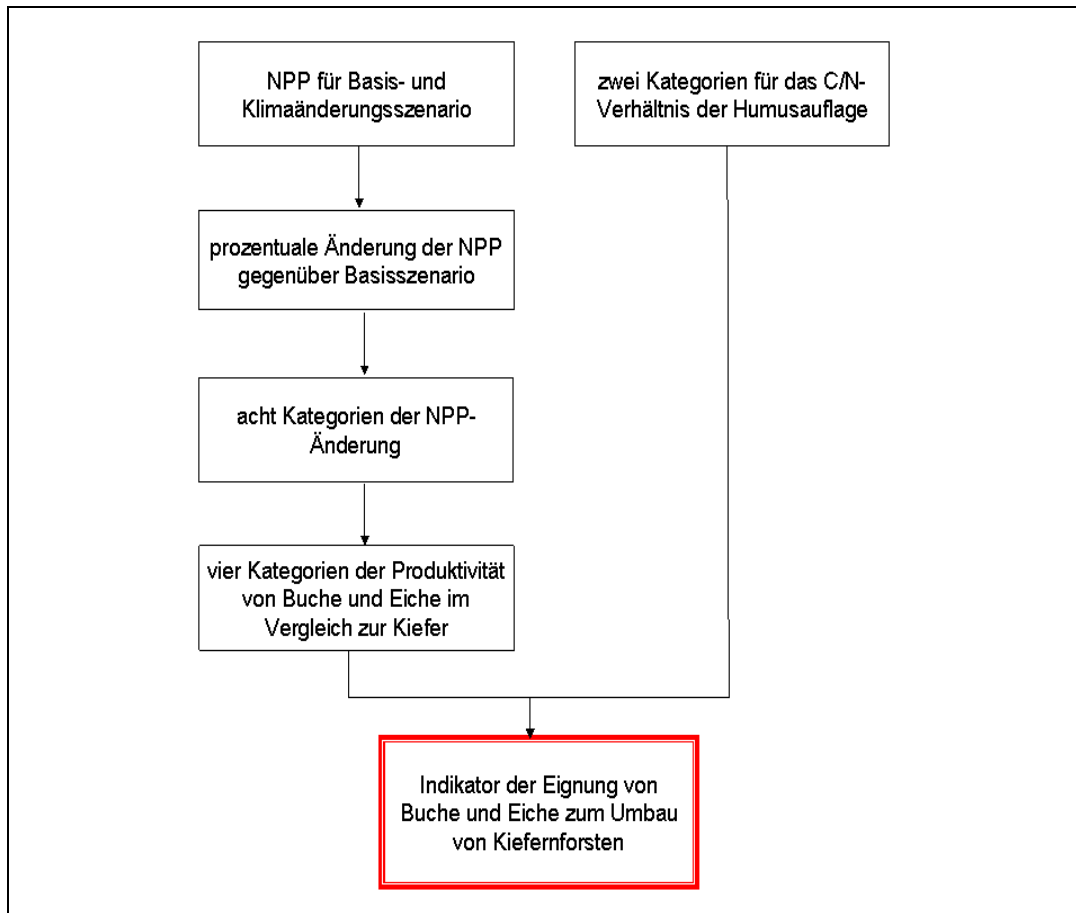 NPP für Basis- und
Klimaänderungsszenario
zwei Kategorien für das C/N-
Verhältnis der Humusauflage
prozentuale Änderung der NPP
gegenüber Basisszenario
acht Kategorien der NPP-
Änderung
vier Kategorien der Produktivität
von Buche und Eiche im
Vergleich zur Kiefer
Indikator der Eignung von
Buche und Eiche zum Umbau
von Kiefernforsten